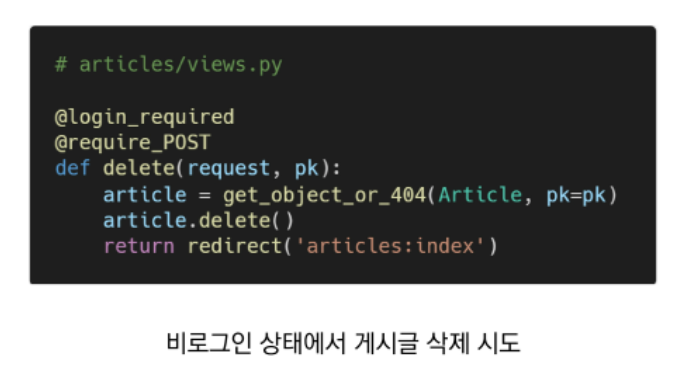 # articles/views.py
@login_required
@require_POST
def delete(request, pk):
    article = get_object_or_404(Article, pk=pk)
    article.delete()
    return redirect('articles:index')
비로그인 상태에서 게시글 삭제 시도